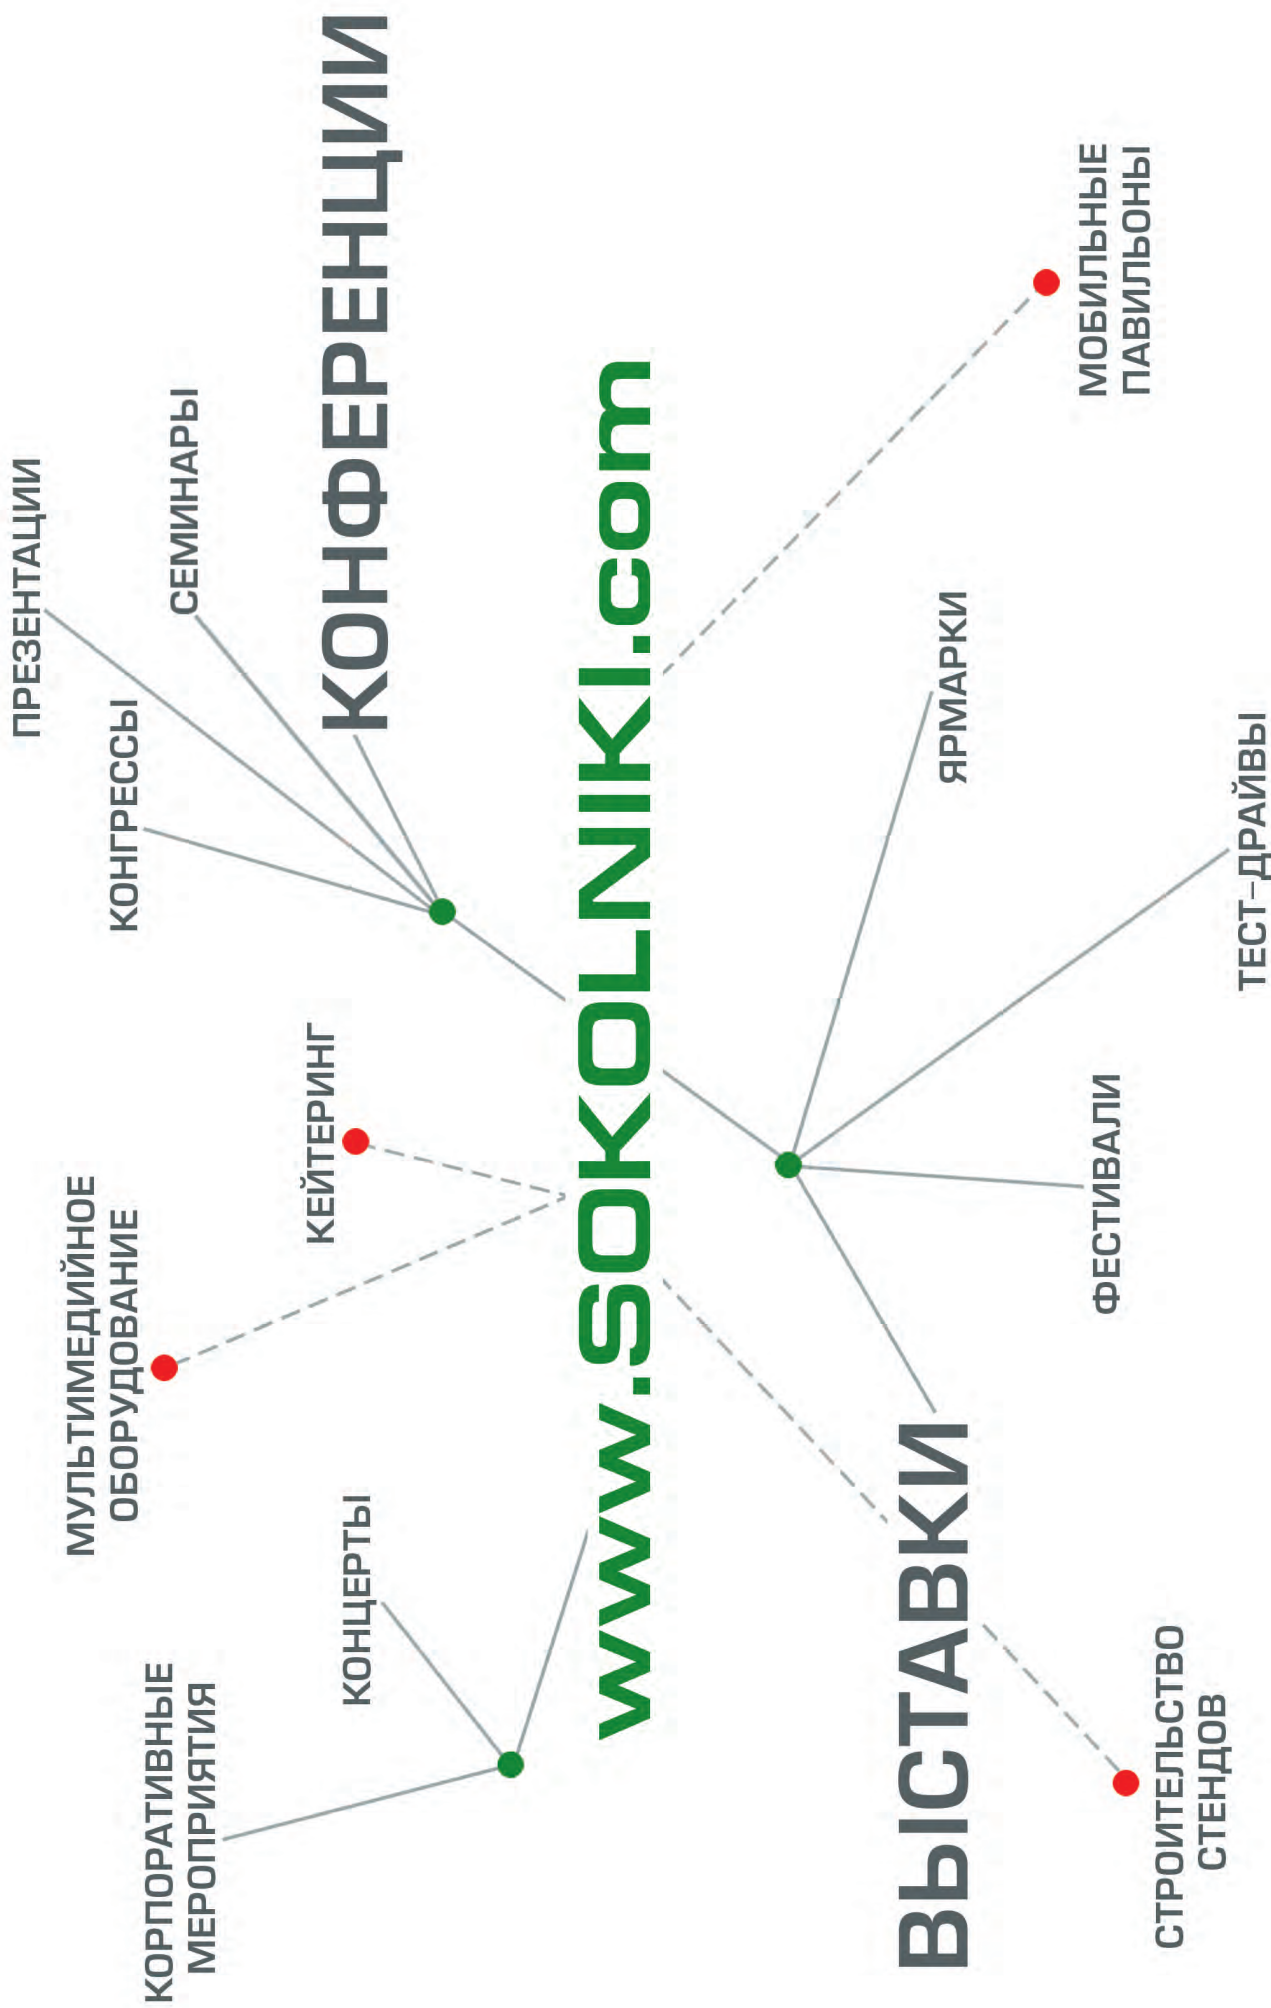 ПРЕЗЕНТАЦИИ
МУЛЬТИМЕДИЙНОЕ
ОБОРУДОВАНИЕ
КОНГРЕССЫ
КОРПОРАТИВНЫЕ
МЕРОПРИЯТИЯ
СЕМИНАРЫ
КЕЙТЕРИНГ
КОНЦЕРТЫ
КОНФЕРЕНЦИИ
www.SOKOLNIKI.com
ВЫСТАВКИ
ЯРМАРКИ
МОБИЛЬНЫЕ
ПАВИЛЬОНЫ
ФЕСТИВАЛИ
СТРОИТЕЛЬСТВО
СТЕНДОВ
ТЕСТ-ДРАЙВЫ